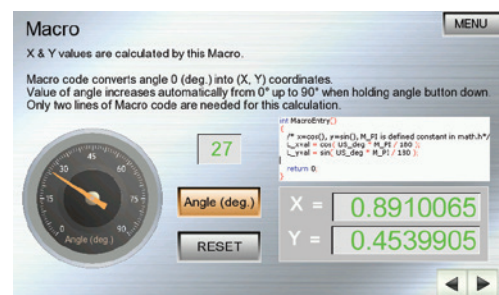 Macro
MENU
X & Y values are calculated by this Macro.
Macro code converts angle 0 (deg.) into (X, Y) coordinates.
Value of angle increases automatically from 0° up to 90° when holding angle button down.
Only two lines of Macro code are needed for this calculation.
int MacroEntry()
{
/* x=cos(), y=sin(), M_PI is defined constant in math.h*/
L_xval = cos( US_deg * M_PI / 180 );
L_yval = sin( US_deg * M_PI / 180 );
return 0;
}
0
15
30
45
60
75
90
Angle (deg.)
27
Angle (deg.)
RESET
X = 0.8910065
Y = 0.4539905